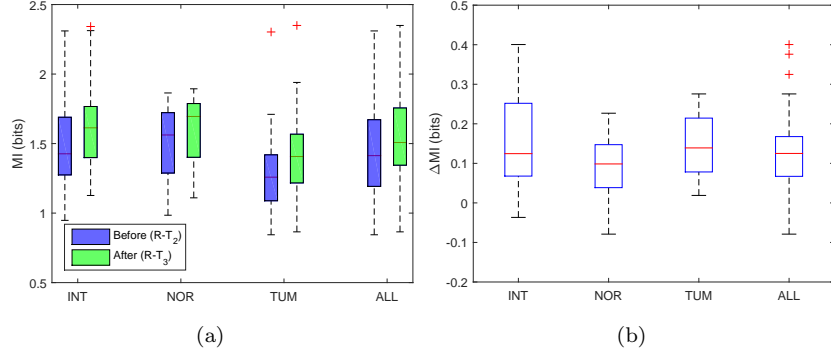 2.5
2
1.5
1
0.5
MI (bits)
Before (R-T2)
After (R-T3)
INT NOR TUM ALL
(a)
0.5
0.4
0.3
0.2
0.1
0
-0.1
-0.2
ΔMI (bits)
INT NOR TUM ALL
(b)